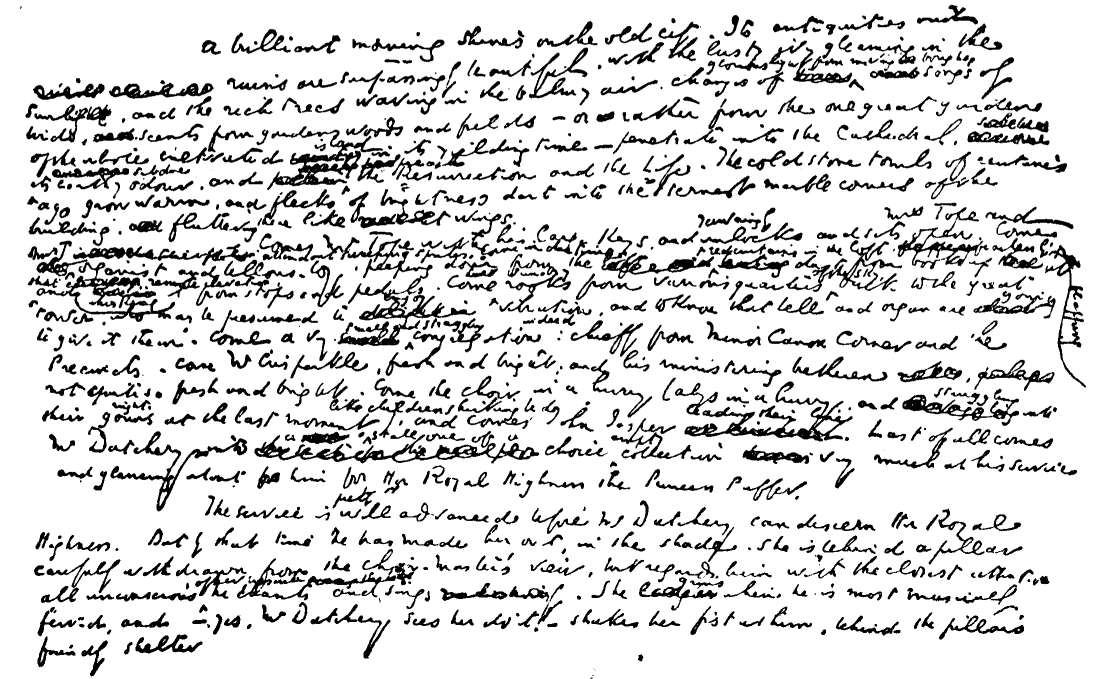 A brilliant morning shines on the old city. Its antiquities and
ruins are surpassingly beautiful, with the lusty ivy gleaming in the
gloriously light from moving boughs
sunlight, and the rich trees waving in the balmy air. Changes of songs of
birds, scents from gardens, woods and fields — or rather from the one great garden
island
of the whole cultivated in its yielding time — penetrate into the Cathedral,
subdue
its earthy odour, and preach the Resurrection and the Life. The cold stone tombs of centuries
ago grow warm, and flecks of brightness dart into the sternest marble corners of the
building, fluttering there like wings.
Comes Mr Tope with his large keys, and yawningly unlocks and sets open. Come Mrs Tope and
attendant sweeping sprites. Come, in due time, organist and bellows-boy, peeping down from the in the loft,
remote elevation from stops and pedals. Come rooks from various quarters of the sky, back to the great
tower, who may be presumed to enjoy vibration, and to know that bell and organ are going
to give it them. Come a very small and straggling congregation indeed: chiefly from Minor Canon Corner and the
Precincts. Come Mr Crisparkle, fresh and bright, and his ministering brethren
not quite so fresh and bright. Come the choir in a hurry (always in a hurry, and struggling into
their nightgowns at the last moment, like children shirking bed), and comes John Jasper leading their line. Last of all comes
Mr Datchery into a stall, one of a choice empty collection very much at his service
and glancing about him for Her Royal Highness the Princess Puffer.
The service is pretty well advanced before Mr Datchery can discern Her Royal
Highness. But by that time he has made her out, in the shade. She is behind a pillar
carefully withdrawn from the choir-master's view, but regards him with the closest attention.
all unconscious of her presence, he chants and sings. She grins when he is most musically
fervid, and — yes, Mr Datchery sees her do it! — shakes her fist at him, behind the pillar's
friendly shelter